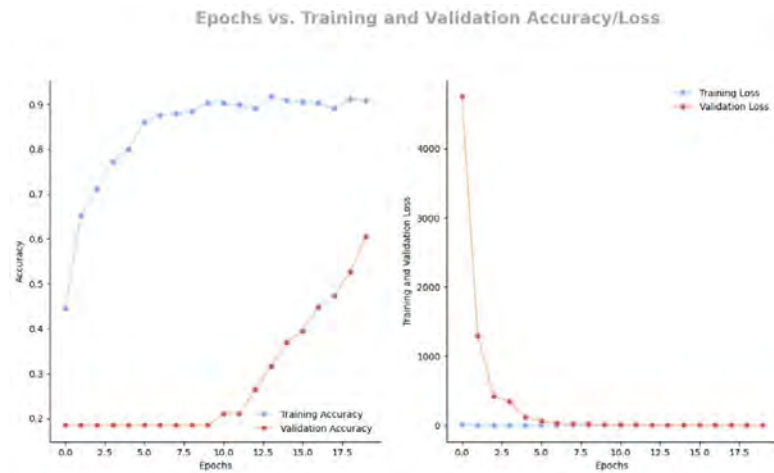 Epochs vs. Training and Validation Accuracy/Loss
Accuracy
0.9
0.8
0.7
0.6
0.5
0.4
0.3
0.2
0.0 2.5 5.0 7.5 10.0 12.5 15.0 17.5
Epochs
Training Accuracy
Validation Accuracy
Training and Validation Loss
4000
3000
2000
1000
0
0.0 2.5 5.0 7.5 10.0 12.5 15.0 17.5
Epochs
Training Loss
Validation Loss